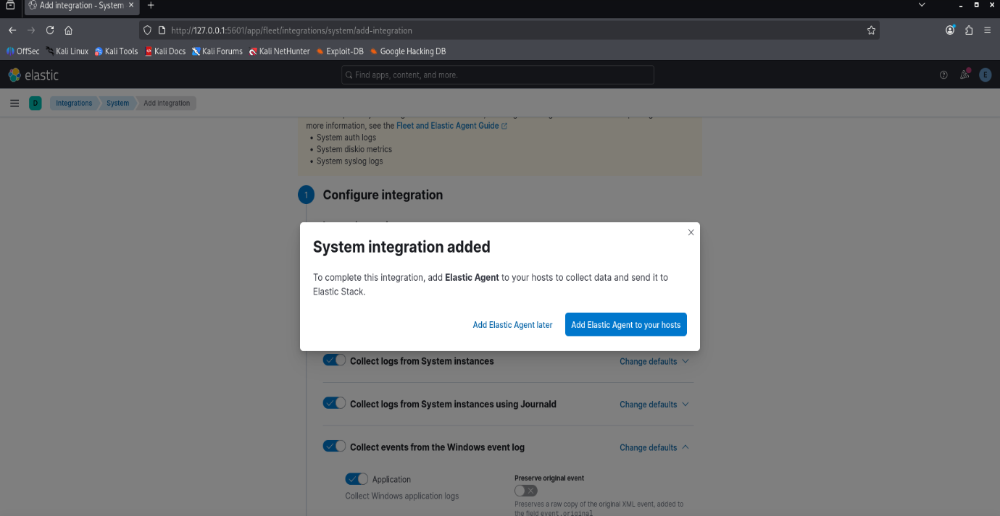 Add integration - System
http://127.0.0.1:5601/app/fleet/integrations/system/add-integration
OffSec Kali Linux Kali Tools Kali Docs Kali Forums Kali NetHunter Exploit-DB Google Hacking DB
elastic
Find apps, content, and more.
E
D
Integrations
System
Add integration
more information, see the Fleet and Elastic Agent Guide
• System auth logs
• System diskio metrics
• System syslog logs
1
Configure integration
System integration added
To complete this integration, add Elastic Agent to your hosts to collect data and send it to
Elastic Stack.
Add Elastic Agent later
Add Elastic Agent to your hosts
Collect logs from System instances
Change defaults
Collect logs from System instances using Journald
Change defaults
Collect events from the Windows event log
Change defaults
Application
Collect Windows application logs
Preserve original event
Preserves a raw copy of the original XML event, added to
the field event.original